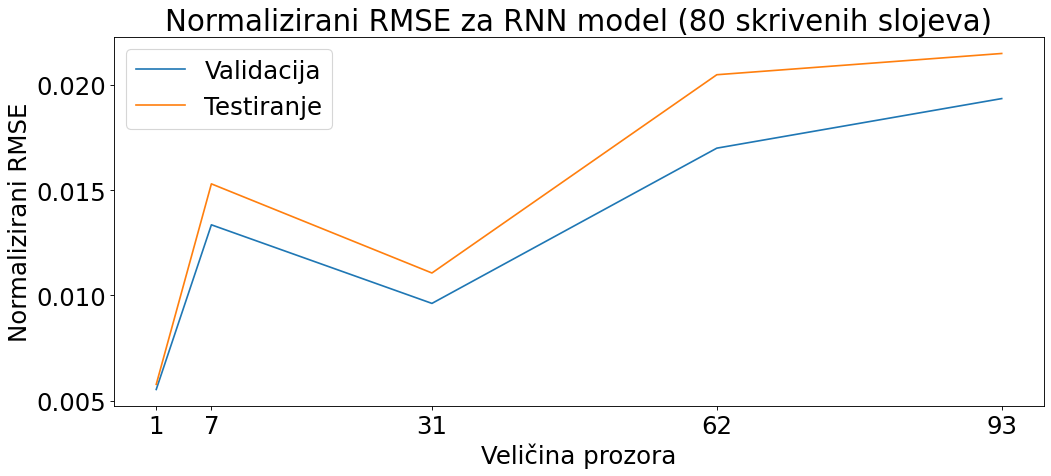 Normalizirani RMSE za RNN model (80 skrivenih slojeva)
Validacija
Testiranje
Normalizirani RMSE
0.020
0.015
0.010
0.005
1 7 31 62 93
Veličina prozora